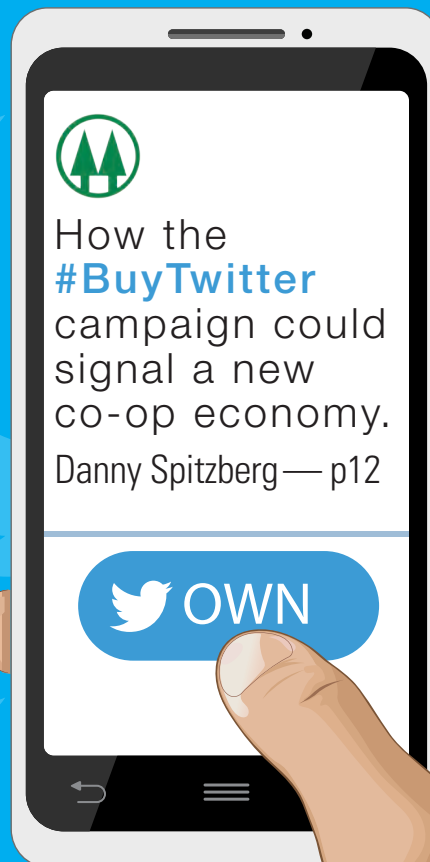 How the
#BuyTwitter
campaign could
signal a new
co-op economy.
Danny Spitzberg — p12
OWN